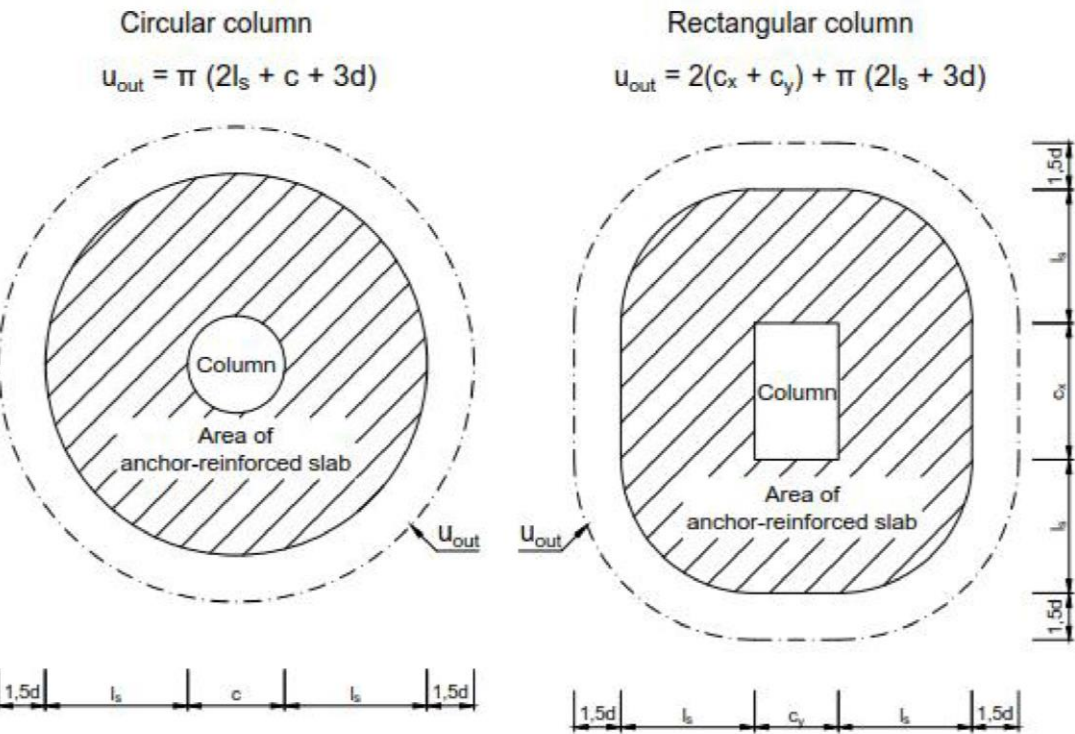 Circular column
u_out = π (2l_s + c + 3d)
Column
Area of
anchor-reinforced slab
u_out
1,5d
l_s
c
l_s
1,5d
Rectangular column
u_out = 2(c_x + c_y) + π (2l_s + 3d)
Column
Area of
anchor-reinforced slab
u_out
1,5d
l_s
c_x
l_s
1,5d
1,5d
l_s
c_y
l_s
1,5d